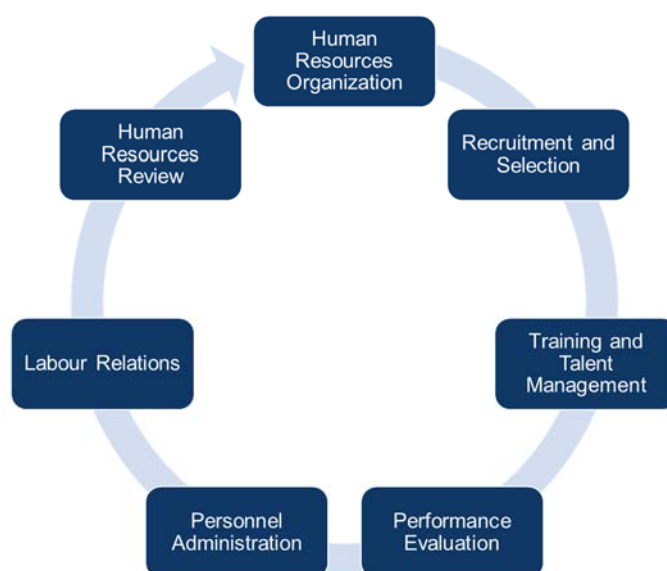 Human
Resources
Organization
Recruitment and
Selection
Training and
Talent
Management
Performance
Evaluation
Personnel
Administration
Labour Relations
Human
Resources
Review